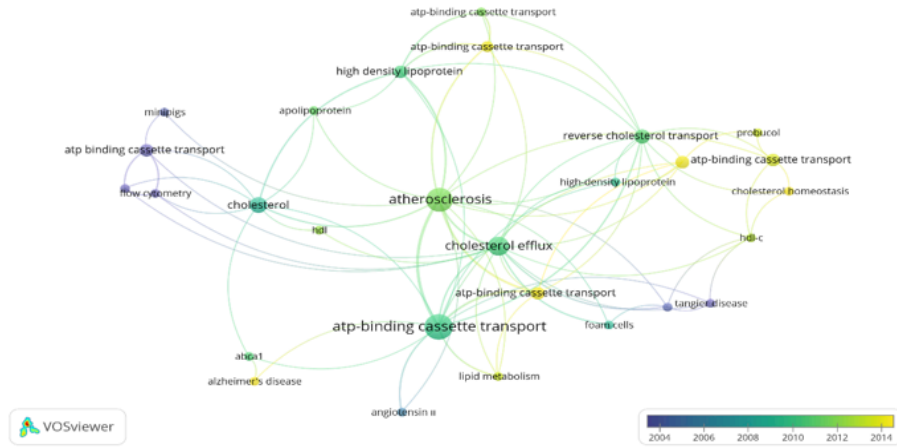 atp-binding cassette transport
atp-binding cassette transport
high density lipoprotein
minipigs
apolipoprotein
reverse cholesterol transport
probucol
atp binding cassette transport
atp-binding cassette transport
high-density lipoprotein
cholesterol homeostasis
flow cytometry
cholesterol
atherosclerosis
hdl
hdl-c
cholesterol efflux
atp-binding cassette transport
tangier disease
atp-binding cassette transport
foam cells
abca1
lipid metabolism
alzheimer's disease
angiotensin ii
VOSviewer
2004 2006 2008 2010 2012 2014